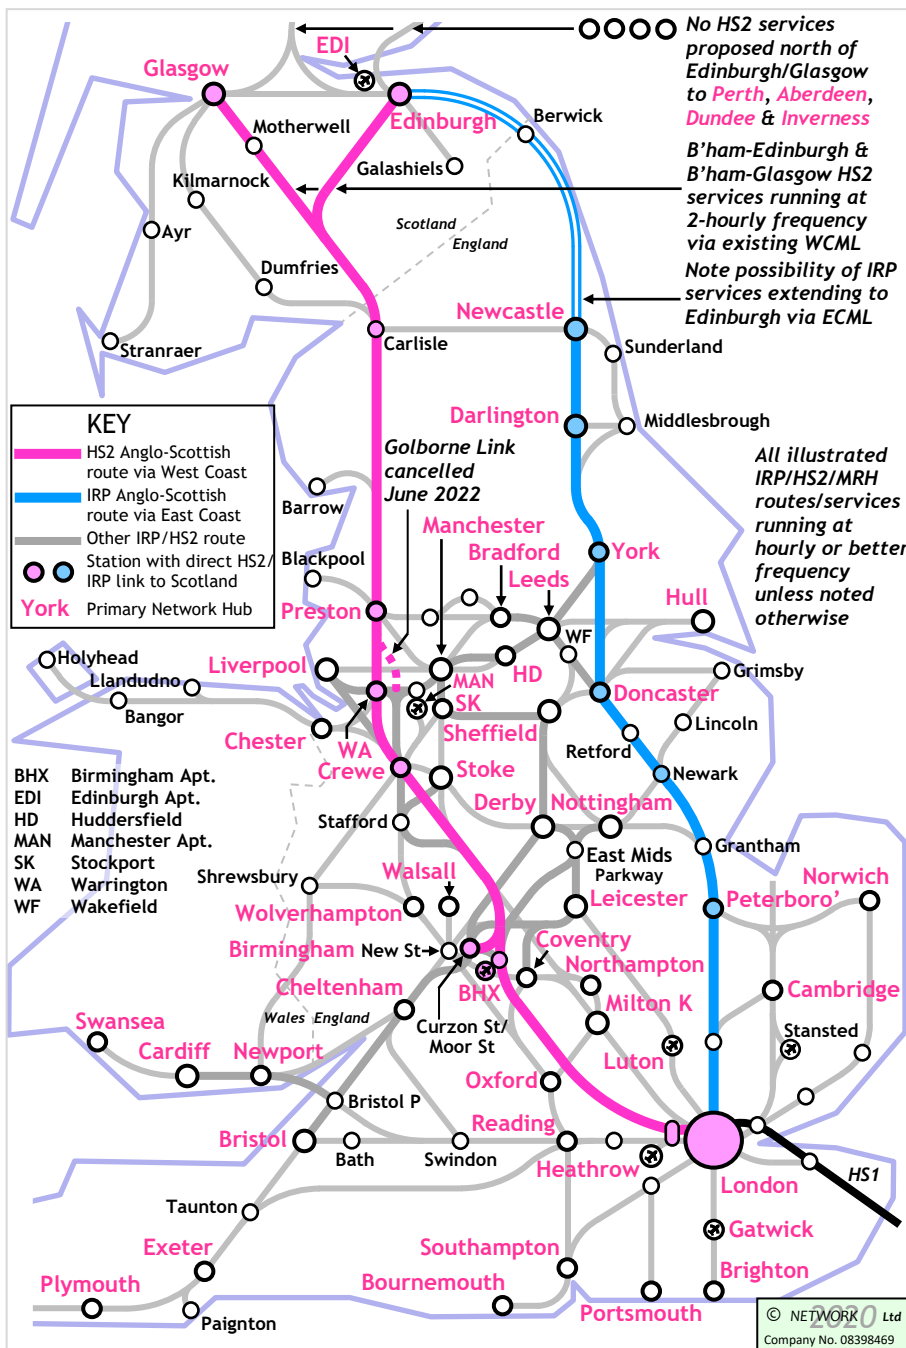 No HS2 services
proposed north of
Edinburgh/Glasgow
to Perth, Aberdeen,
Dundee & Inverness
EDI
Glasgow
Edinburgh
Berwick
Motherwell
Galashiels
Kilmarnock
B'ham-Edinburgh &
B'ham-Glasgow HS2
services running at
2-hourly frequency
via existing WCML
Ayr
Scotland
England
Dumfries
Note possibility of IRP
services extending to
Edinburgh via ECML
Newcastle
Carlisle
Stranraer
Sunderland
Darlington
Middlesbrough
KEY
HS2 Anglo-Scottish
route via West Coast
IRP Anglo-Scottish
route via East Coast
Other IRP/HS2 route
Station with direct HS2/
IRP link to Scotland
York Primary Network Hub
Golborne Link
cancelled
June 2022
All illustrated
IRP/HS2/MRH
routes/services
running at
hourly or better
frequency
unless noted
otherwise
Barrow
Manchester
Bradford
Leeds
York
Blackpool
Preston
Hull
WF
Holyhead
Llandudno
Bangor
Liverpool
MAN
HD
Grimsby
Doncaster
SK
Chester
WA
Sheffield
Lincoln
Retford
Crewe
Stoke
Newark
BHX Birmingham Apt.
EDI Edinburgh Apt.
HD Huddersfield
MAN Manchester Apt.
SK Stockport
WA Warrington
WF Wakefield
Stafford
Derby
Nottingham
East Mids
Parkway
Grantham
Shrewsbury
Walsall
Wolverhampton
Leicester
Peterboro'
Norwich
Birmingham
New St
Coventry
Northampton
BHX
Cheltenham
Milton K
Cambridge
Wales England
Curzon St/
Moor St
Swansea
Cardiff
Newport
Luton
Stansted
Oxford
Bristol P
Bristol
Bath
Swindon
Reading
Heathrow
London
HS1
Taunton
Gatwick
Exeter
Southampton
Bournemouth
Brighton
Plymouth
Portsmouth
Paignton
© NETWORK 2020 Ltd
Company No. 08398469